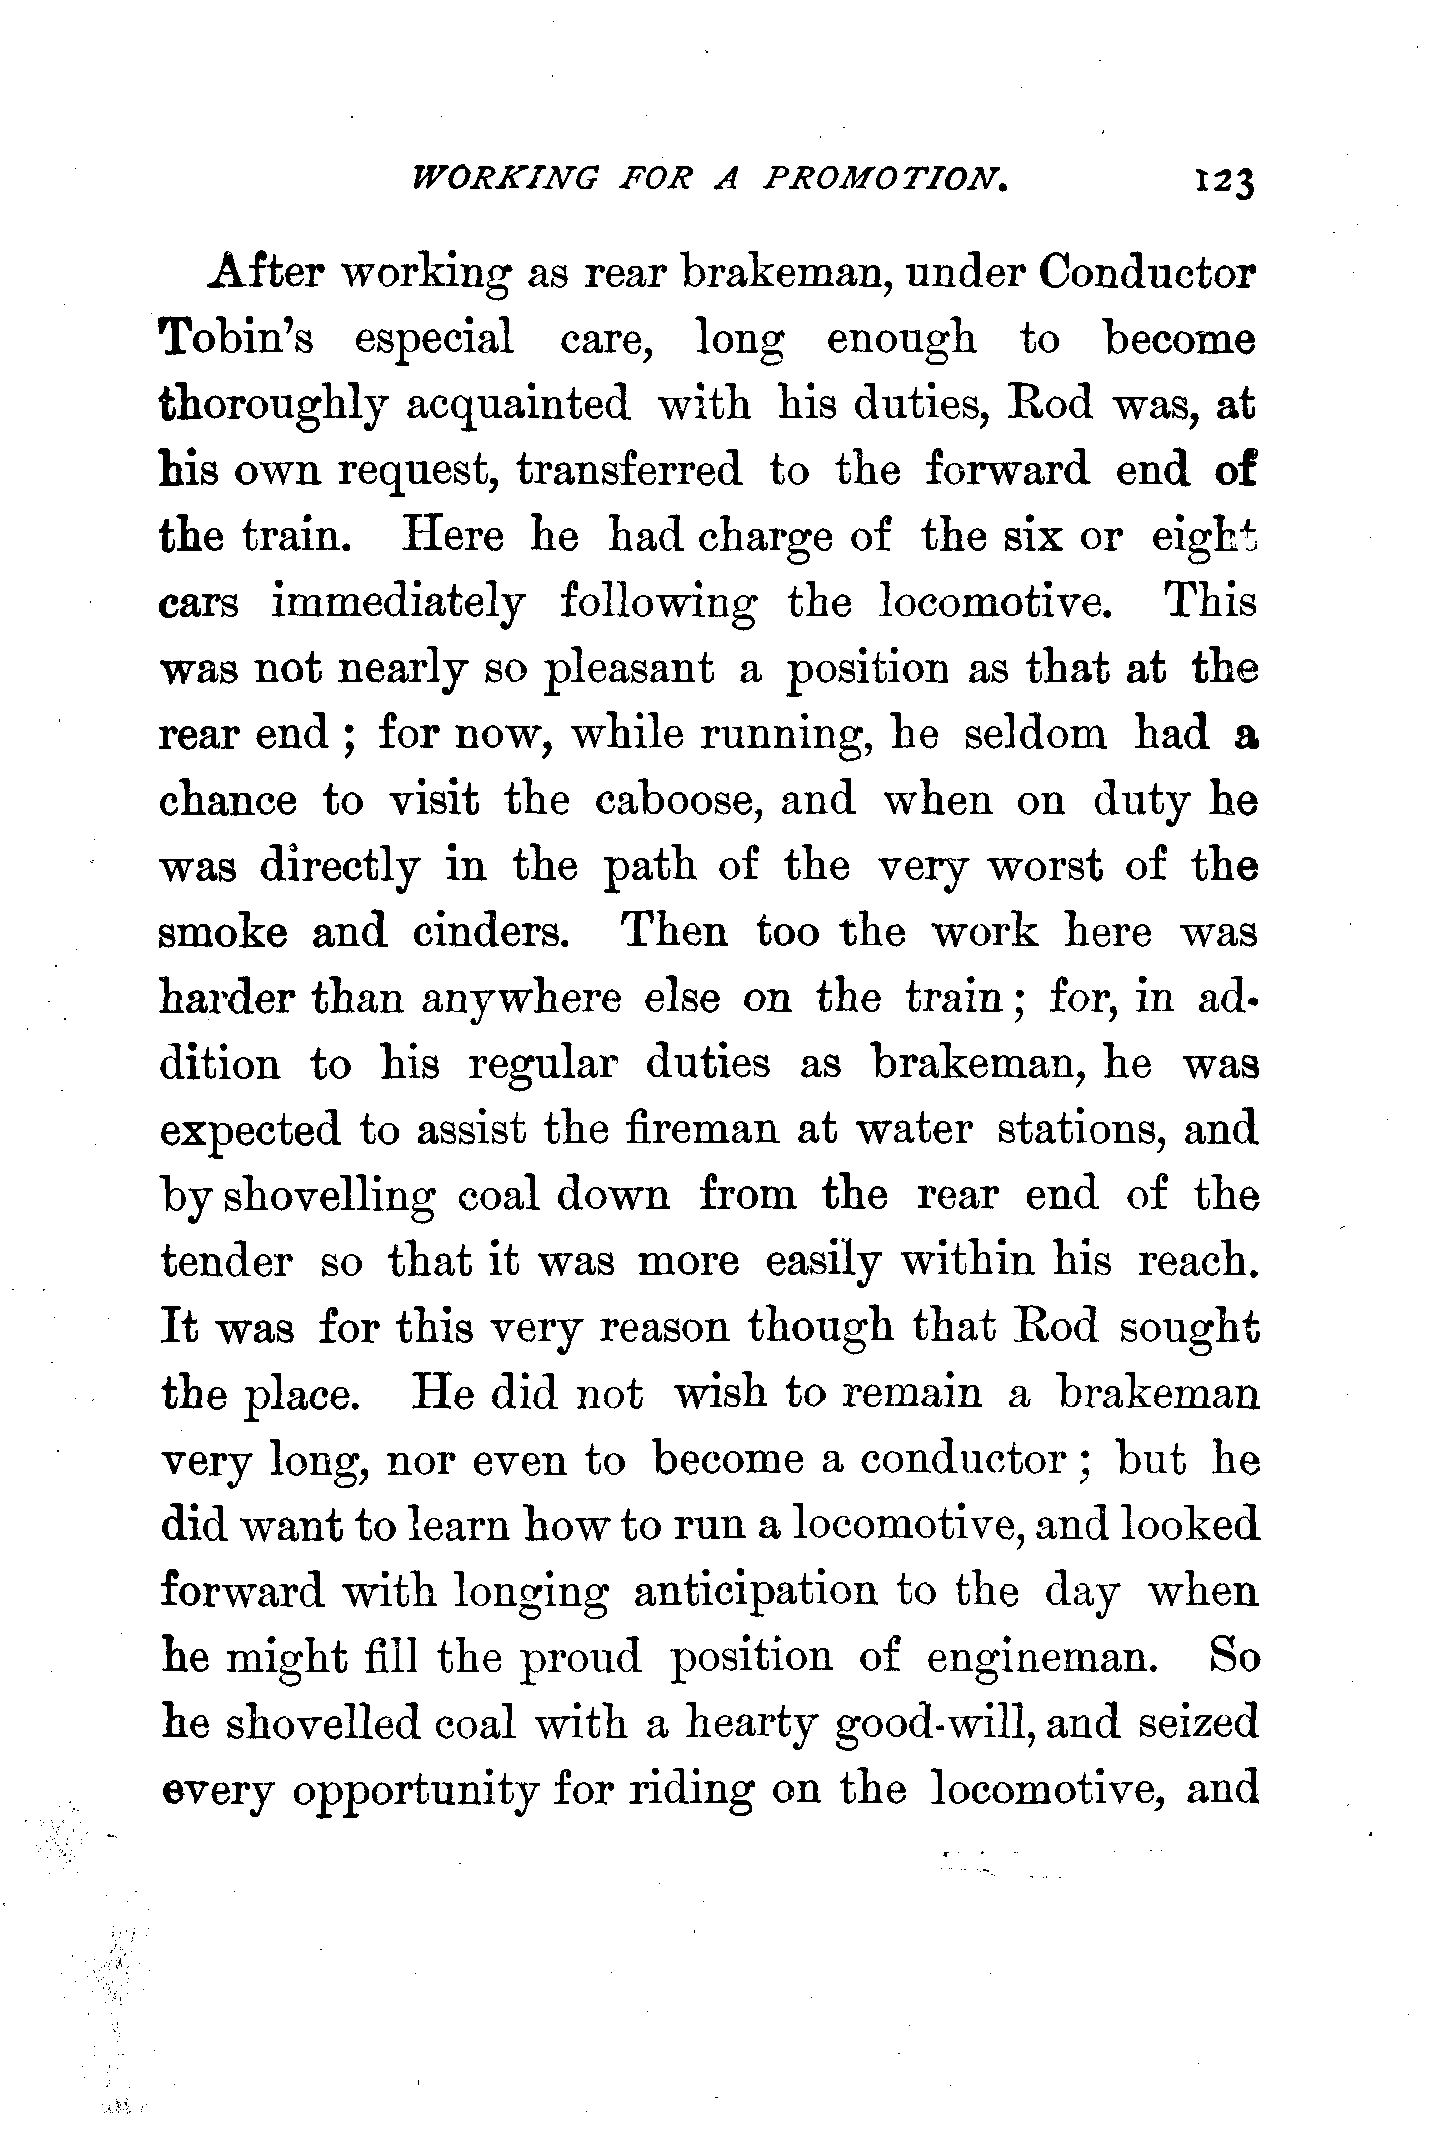 WORKING FOR A PROMOTION. 123
After working as rear brakeman, under Conductor
Tobin's especial care, long enough to become
thoroughly acquainted with his duties, Rod was, at
his own request, transferred to the forward end of
the train. Here he had charge of the six or eight
cars immediately following the locomotive. This
was not nearly so pleasant a position as that at the
rear end ; for now, while running, he seldom had a
chance to visit the caboose, and when on duty he
was directly in the path of the very worst of the
smoke and cinders. Then too the work here was
harder than anywhere else on the train ; for, in ad-
dition to his regular duties as brakeman, he was
expected to assist the fireman at water stations, and
by shovelling coal down from the rear end of the
tender so that it was more easily within his reach.
It was for this very reason though that Rod sought
the place. He did not wish to remain a brakeman
very long, nor even to become a conductor ; but he
did want to learn how to run a locomotive, and looked
forward with longing anticipation to the day when
he might fill the proud position of engineman. So
he shovelled coal with a hearty good-will, and seized
every opportunity for riding on the locomotive, and